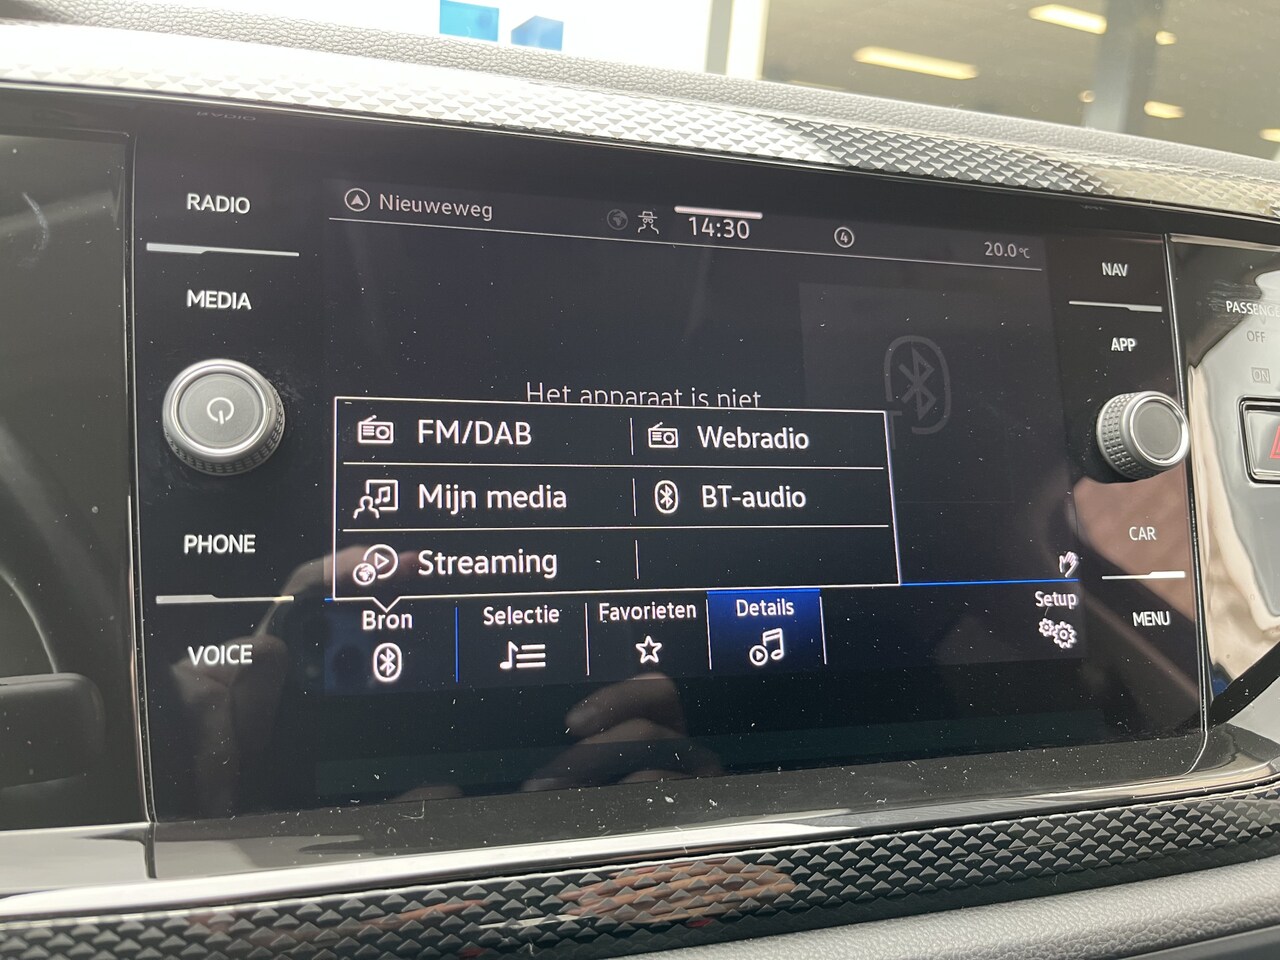 RADIO
MEDIA
PHONE
VOICE
Nieuweweg
14:30
4
20.0°C
Het apparaat is niet
FM/DAB
Webradio
Mijn media
BT-audio
Streaming
Bron
Selectie
Favorieten
Details
Setup
NAV
APP
CAR
MENU
OFF
ON